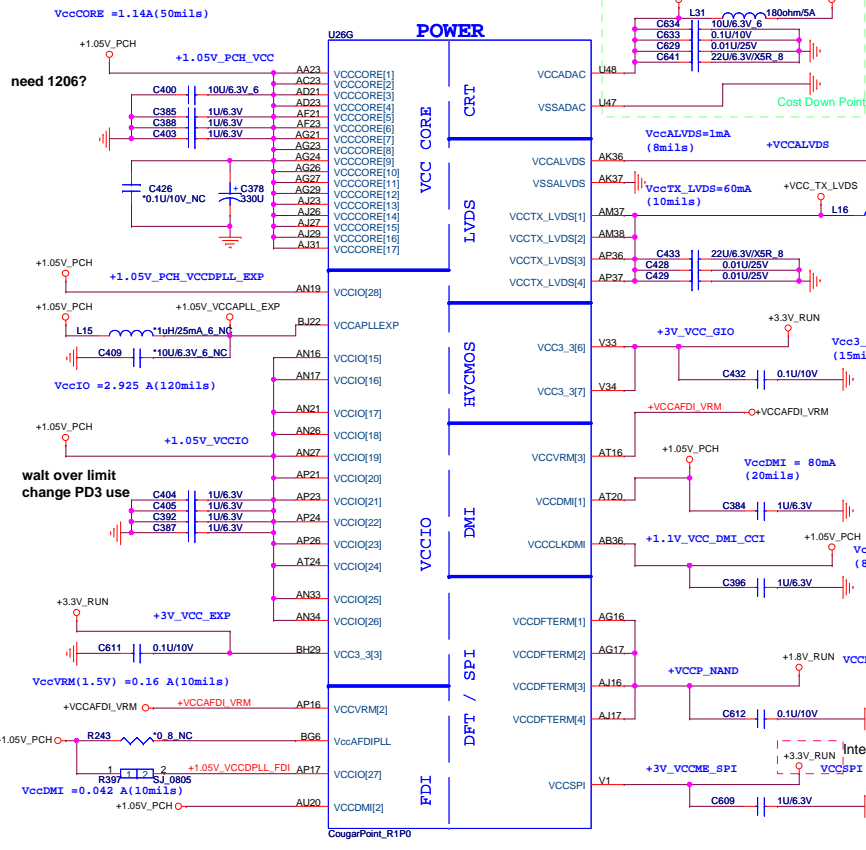 VccCORE =1.14A(50mils)
POWER
U26G
+1.05V_PCH
+1.05V_PCH_VCC
need 1206?
C400 10U/6.3V_6
C385 1U/6.3V
C388 1U/6.3V
C403 1U/6.3V
C426
*0.1U/10V_NC
+ C378
330U
AA23 VCCCORE[1]
AC23 VCCCORE[2]
AD21 VCCCORE[3]
AD23 VCCCORE[4]
AF21 VCCCORE[5]
AF23 VCCCORE[6]
AG21 VCCCORE[7]
AG23 VCCCORE[8]
AG24 VCCCORE[9]
AG26 VCCCORE[10]
AG27 VCCCORE[11]
AG29 VCCCORE[12]
AJ23 VCCCORE[13]
AJ26 VCCCORE[14]
AJ27 VCCCORE[15]
AJ29 VCCCORE[16]
AJ31 VCCCORE[17]
VCC CORE
CRT
LVDS
+1.05V_PCH
+1.05V_PCH_VCCDPLL_EXP
AN19 VCCIO[28]
+1.05V_PCH
+1.05V_VCCAPLL_EXP
L15 *1uH/25mA_6_NC
BJ22 VCCAPLLEXP
C409 *10U/6.3V_6_NC
VccIO =2.925 A(120mils)
AN16 VCCIO[15]
AN17 VCCIO[16]
AN21 VCCIO[17]
AN26 VCCIO[18]
AN27 VCCIO[19]
AP21 VCCIO[20]
AP23 VCCIO[21]
AP24 VCCIO[22]
AP26 VCCIO[23]
AT24 VCCIO[24]
AN33 VCCIO[25]
AN34 VCCIO[26]
BH29 VCC3_3[3]
+1.05V_PCH
+1.05V_VCCIO
walt over limit
change PD3 use
C404 1U/6.3V
C405 1U/6.3V
C392 1U/6.3V
C387 1U/6.3V
VCCIO
HVCMOS
DMI
+3.3V_RUN
+3V_VCC_EXP
C611 0.1U/10V
VccVRM(1.5V) =0.16 A(10mils)
+VCCAFDI_VRM
+VCCAFDI_VRM
AP16 VCCVRM[2]
+1.05V_PCH
R243 *0_8_NC
BG6 VccAFDIPLL
1 1 2 2
R397 SJ_0805
+1.05V_VCCDPLL_FDI
AP17 VCCIO[27]
VccDMI =0.042 A(10mils)
+1.05V_PCH
AU20 VCCDMI[2]
FDI
DFT / SPI
CougarPoint_R1P0
L31 180ohm/5A
C634 10U/6.3V_6
C633 0.1U/10V
C629 0.01U/25V
C641 22U/6.3V/X5R_8
VCCADAC U48
VSSADAC U47
Cost Down Point
VccALVDS=1mA
(8mils)
+VCCALVDS
VCCALVDS AK36
VSSALVDS AK37
VccTX_LVDS=60mA
(10mils)
+VCC_TX_LVDS
L16
VCCTX_LVDS[1] AM37
VCCTX_LVDS[2] AM38
VCCTX_LVDS[3] AP36
VCCTX_LVDS[4] AP37
C433 22U/6.3V/X5R_8
C428 0.01U/25V
C429 0.01U/25V
+3.3V_RUN
+3V_VCC_GIO
VCC3_3[6] V33
VCC3_3[7] V34
Vcc3_
(15mi
C432 0.1U/10V
+VCCAFDI_VRM
+VCCAFDI_VRM
VCCVRM[3] AT16
+1.05V_PCH
VccDMI = 80mA
(20mils)
VCCDMI[1] AT20
C384 1U/6.3V
VCCCLKDMI AB36
+1.1V_VCC_DMI_CCI
+1.05V_PCH
Vc
(8
C396 1U/6.3V
VCCDFTERM[1] AG16
VCCDFTERM[2] AG17
VCCDFTERM[3] AJ16
VCCDFTERM[4] AJ17
+VCCP_NAND
+1.8V_RUN
C612 0.1U/10V
+3.3V_RUN
Inte
VCCSPI
+3V_VCCME_SPI
VCCSPI V1
C609 1U/6.3V